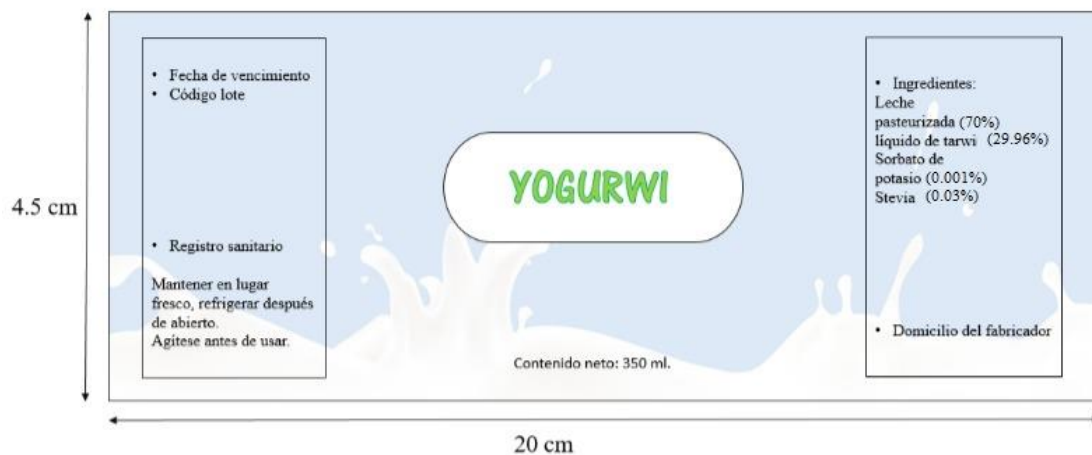 • Fecha de vencimiento
• Código lote
• Registro sanitario
Mantener en lugar
fresco, refrigerar después
de abierto.
Agítese antes de usar.
4.5 cm
YOGURWI
Contenido neto: 350 ml.
• Ingredientes:
Leche
pasteurizada (70%)
líquido de tarwi (29.96%)
Sorbato de
potasio (0.001%)
Stevia (0.03%)
• Domicilio del fabricador
20 cm